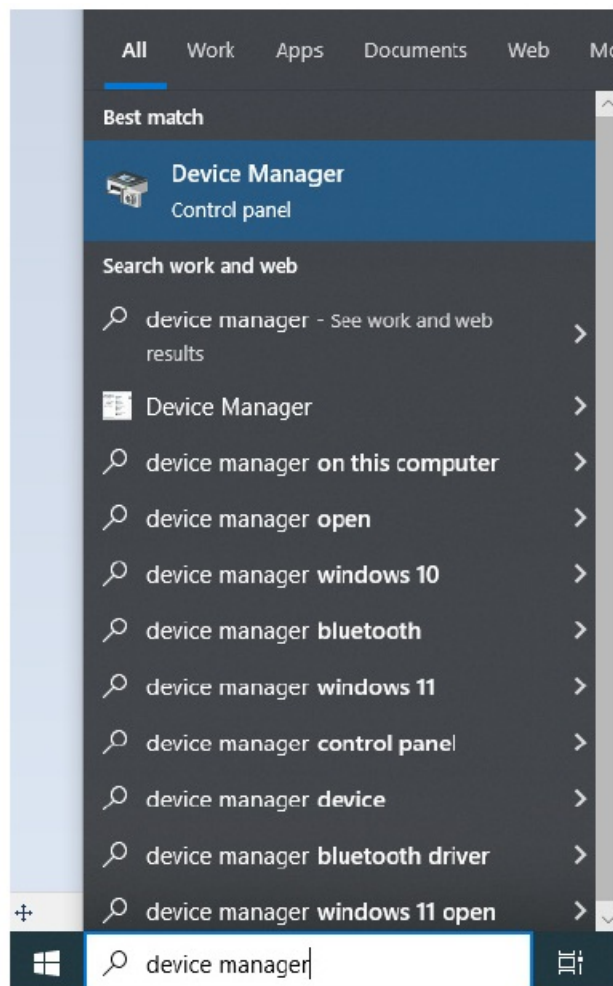 All Work Apps Documents Web Mo
Best match
Device Manager
Control panel
Search work and web
device manager - See work and web
results
Device Manager
device manager on this computer
device manager open
device manager windows 10
device manager bluetooth
device manager windows 11
device manager control panel
device manager device
device manager bluetooth driver
device manager windows 11 open
device manager